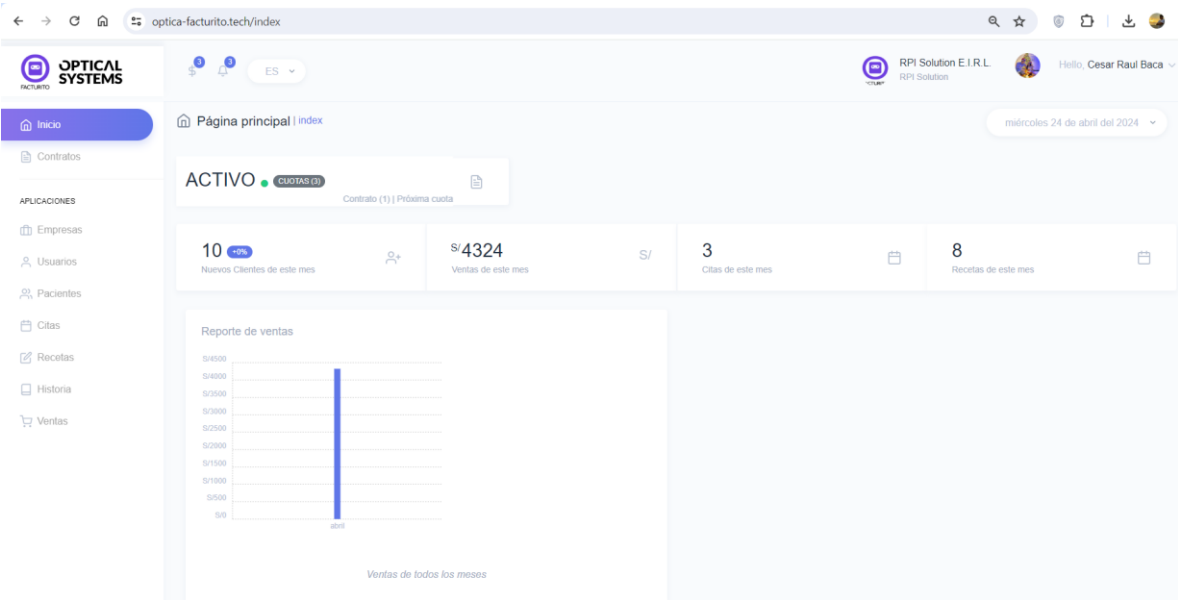 optica-facturito.tech/index
OPTICAL
SYSTEMS
FACTURITO
3
3
ES
RPI Solution E.I.R.L.
RPI Solution
Hello, Cesar Raul Baca
Inicio
Contratos
APLICACIONES
Empresas
Usuarios
Pacientes
Citas
Recetas
Historia
Ventas
Página principal | index
miércoles 24 de abril del 2024
ACTIVO CUOTAS (3)
Contrato (1) | Próxima cuota
10 +0%
Nuevos Clientes de este mes
S/4324
Ventas de este mes
S/
3
Citas de este mes
8
Recetas de este mes
Reporte de ventas
S/4500
S/4000
S/3500
S/3000
S/2500
S/2000
S/1500
S/1000
S/500
S/0
abril
Ventas de todos los meses